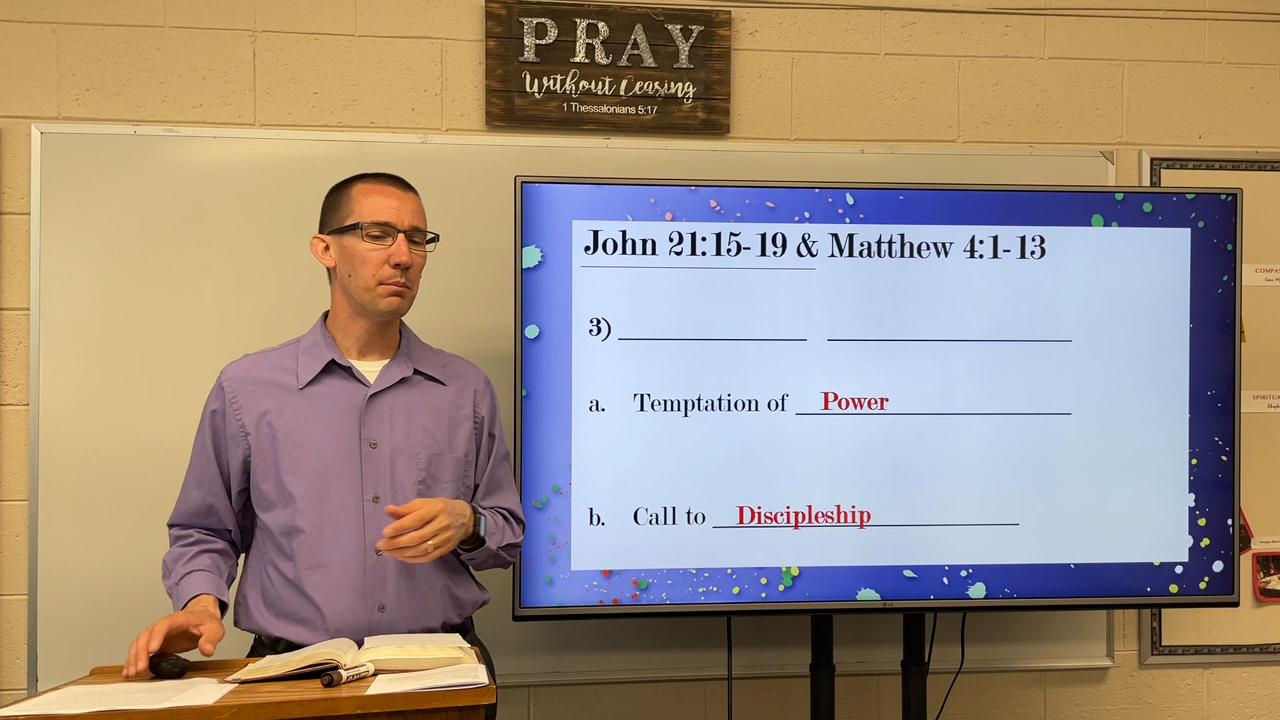 PRAY
Without Ceasing
1 Thessalonians 5:17
John 21:15-19 & Matthew 4:1-13
3)
a. Temptation of Power
b. Call to Discipleship
LG